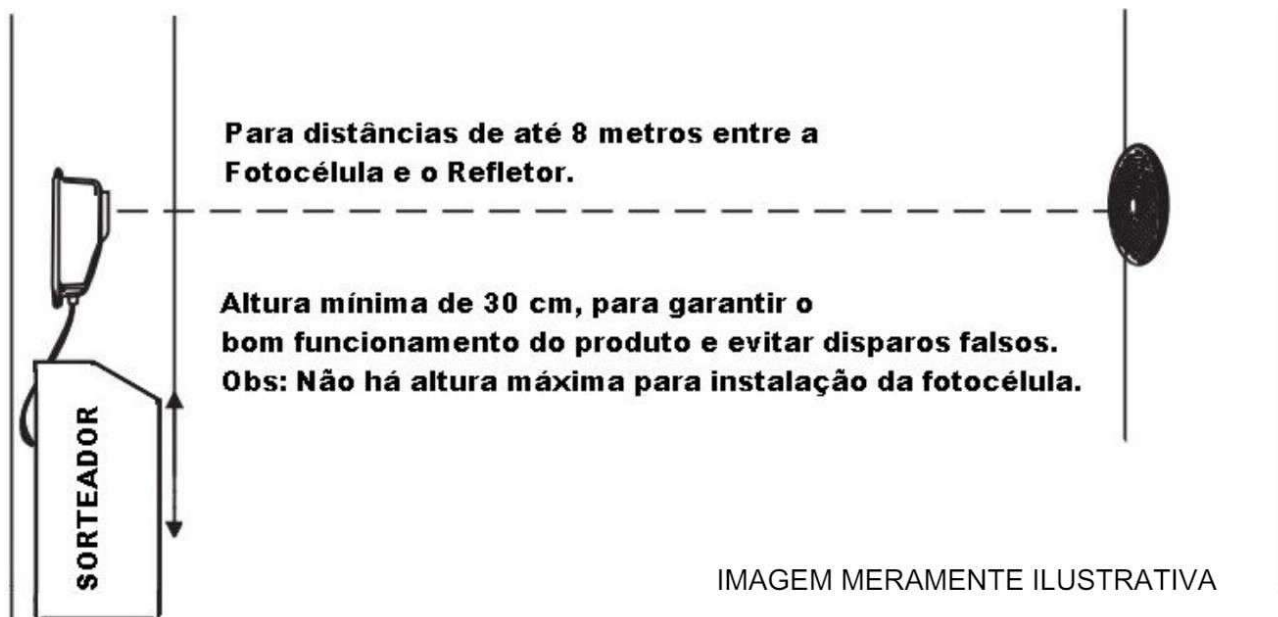 Para distâncias de até 8 metros entre a
Fotocélula e o Refletor.
Altura mínima de 30 cm, para garantir o
bom funcionamento do produto e evitar disparos falsos.
Obs: Não há altura máxima para instalação da fotocélula.
SORTEADOR
IMAGEM MERAMENTE ILUSTRATIVA